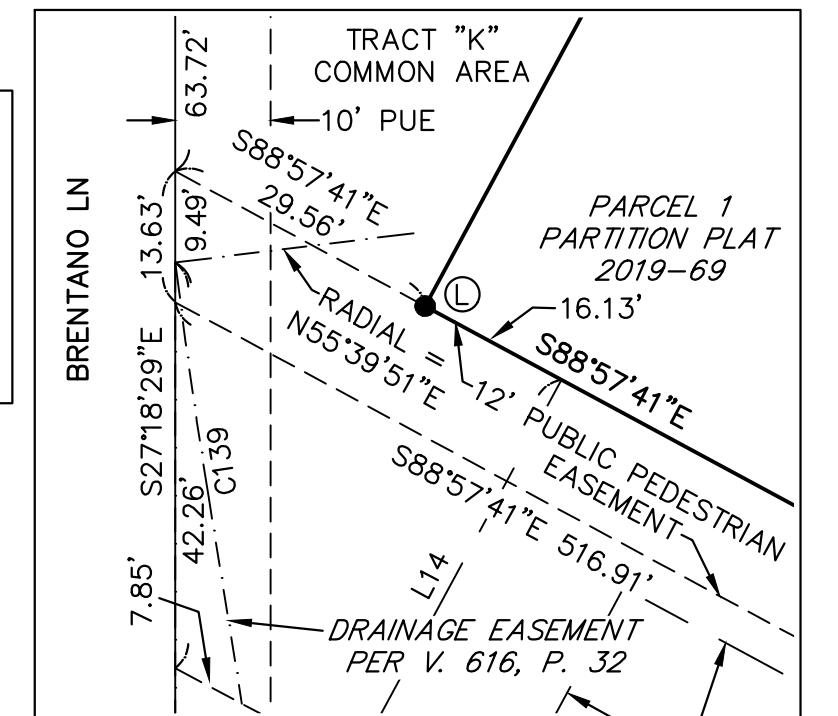 TRACT "K"
COMMON AREA
63.72'
10' PUE
S88°57'41"E
29.56'
BRENTANO LN
13.63'
9.49'
PARCEL 1
PARTITION PLAT
2019-69
L
16.13'
S88°57'41"E
RADIAL =
N55°39'51"E
12' PUBLIC PEDESTRIAN
EASEMENT
S27°18'29"E
42.26'
C139
S88°57'41"E 516.91'
L14
7.85'
DRAINAGE EASEMENT
PER V. 616, P. 32